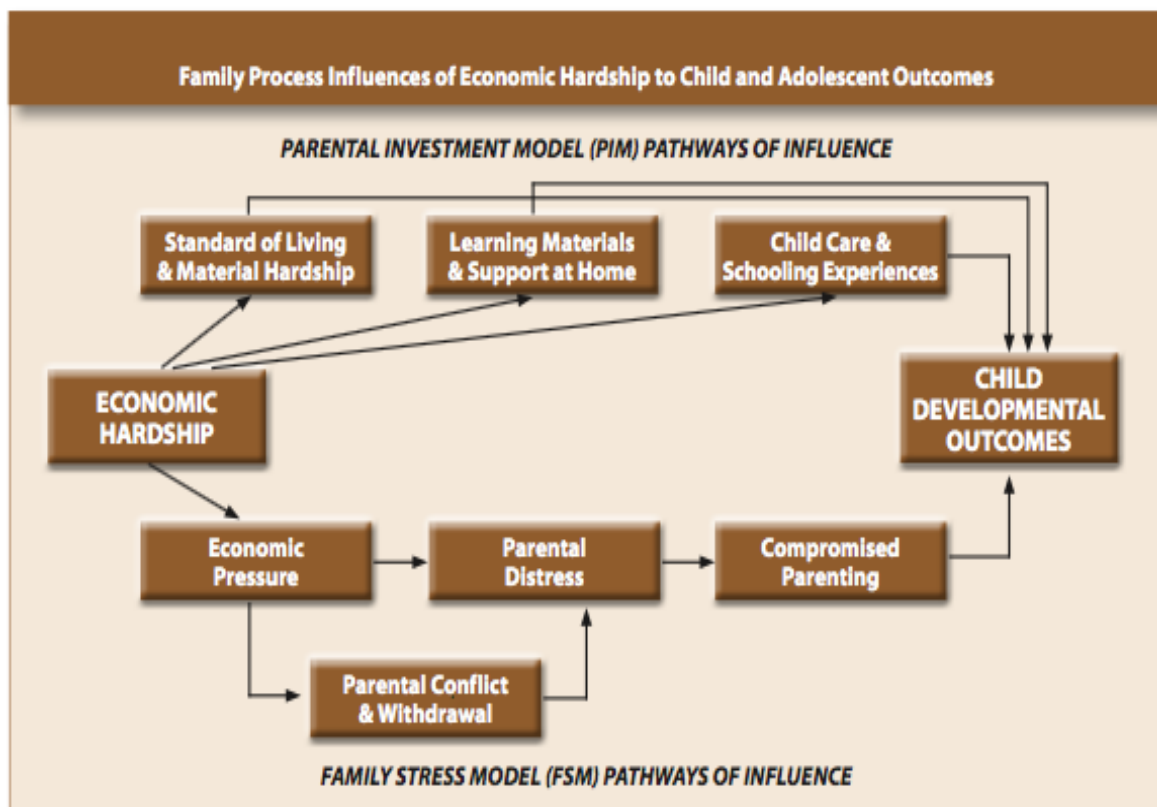 Family Process Influences of Economic Hardship to Child and Adolescent Outcomes
PARENTAL INVESTMENT MODEL (PIM) PATHWAYS OF INFLUENCE
Standard of Living
& Material Hardship
Learning Materials
& Support at Home
Child Care &
Schooling Experiences
ECONOMIC
HARDSHIP
CHILD
DEVELOPMENTAL
OUTCOMES
Economic
Pressure
Parental
Distress
Compromised
Parenting
Parental Conflict
& Withdrawal
FAMILY STRESS MODEL (FSM) PATHWAYS OF INFLUENCE